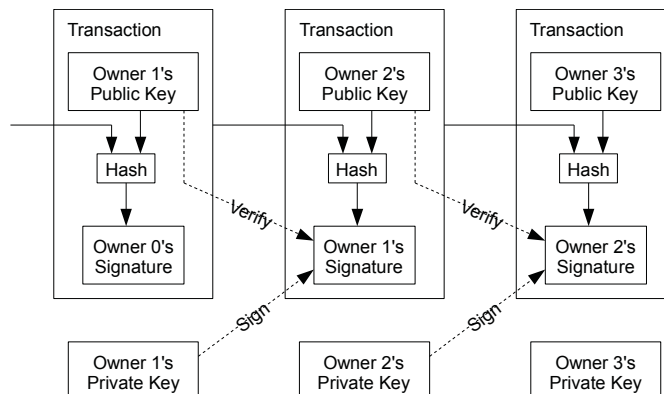 Transaction
Owner 1's
Public Key
Hash
Owner 0's
Signature
Transaction
Owner 2's
Public Key
Hash
Verify
Owner 1's
Signature
Sign
Transaction
Owner 3's
Public Key
Hash
Verify
Owner 2's
Signature
Sign
Owner 1's
Private Key
Owner 2's
Private Key
Owner 3's
Private Key